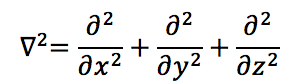 ∇²= ∂²/∂x² + ∂²/∂y² + ∂²/∂z²